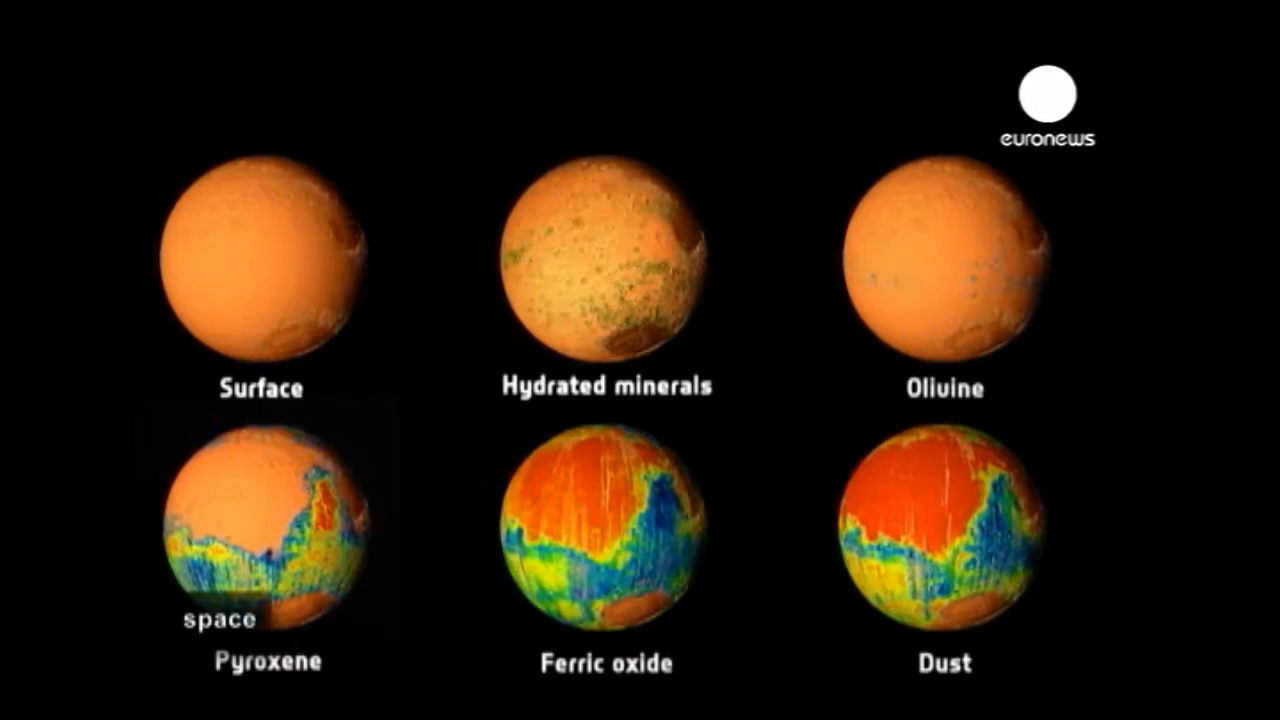 euronews
Surface
Hydrated minerals
Olivine
space
Pyroxene
Ferric oxide
Dust